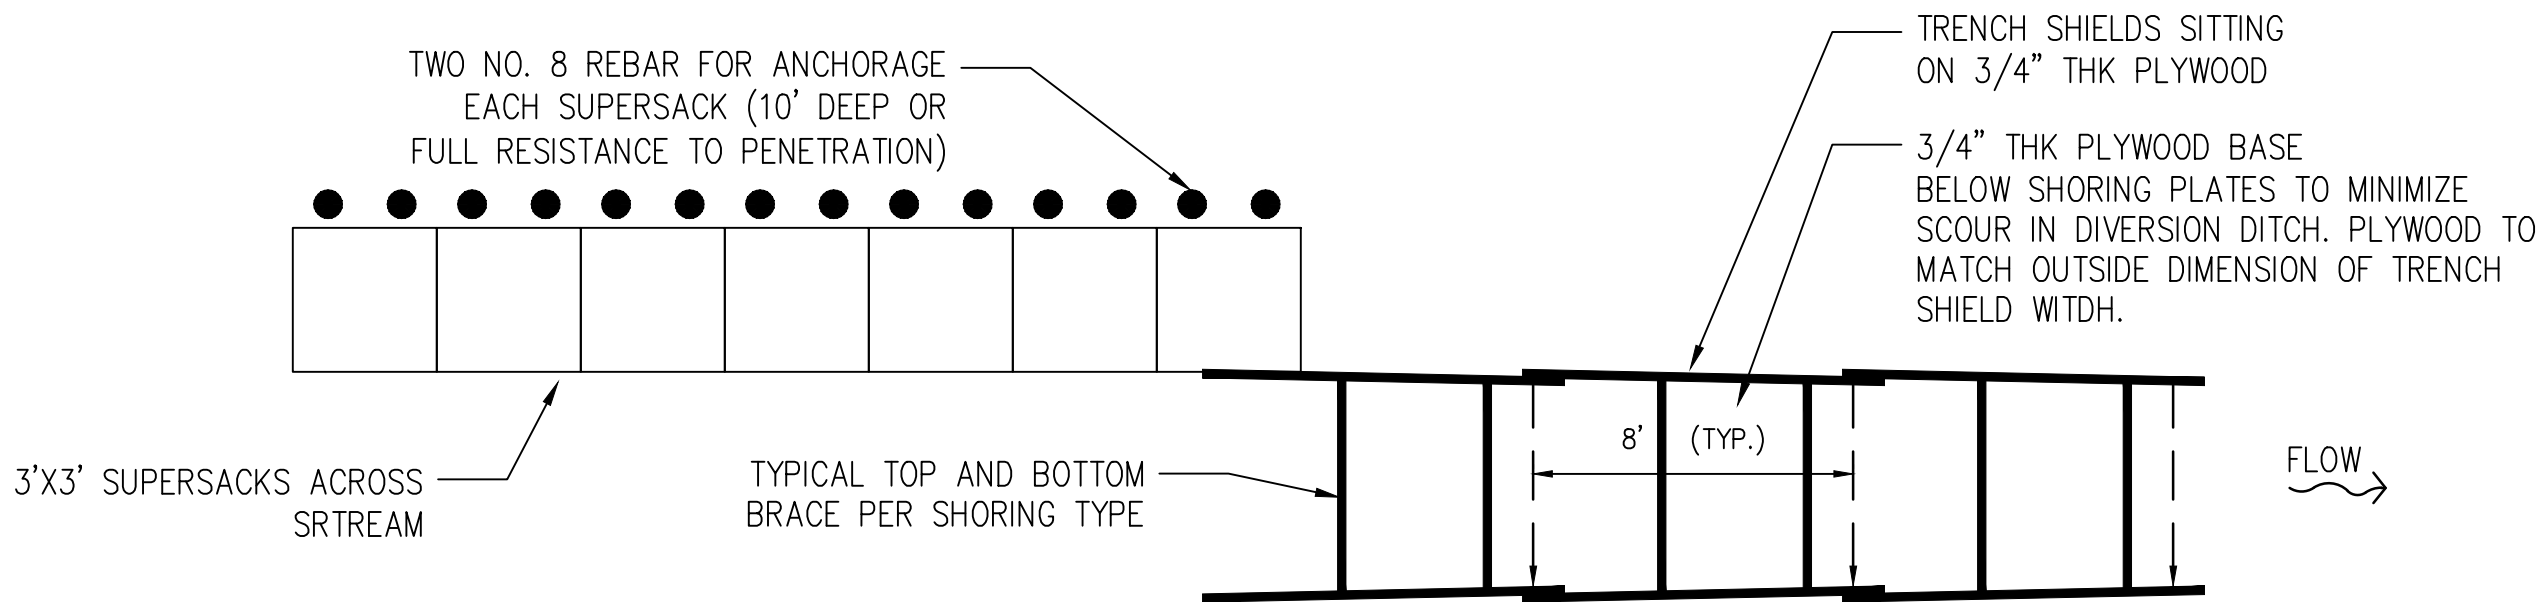 TWO NO. 8 REBAR FOR ANCHORAGE
EACH SUPERSACK (10' DEEP OR
FULL RESISTANCE TO PENETRATION)
TRENCH SHIELDS SITTING
ON 3/4" THK PLYWOOD
3/4" THK PLYWOOD BASE
BELOW SHORING PLATES TO MINIMIZE
SCOUR IN DIVERSION DITCH. PLYWOOD TO
MATCH OUTSIDE DIMENSION OF TRENCH
SHIELD WITDH.
3'X3' SUPERSACKS ACROSS
SRTREAM
TYPICAL TOP AND BOTTOM
BRACE PER SHORING TYPE
8' (TYP.)
FLOW